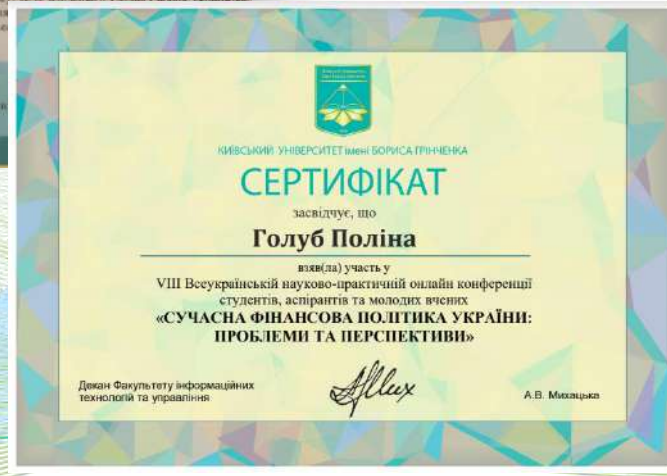 КИЇВСЬКИЙ УНІВЕРСИТЕТ імені БОРИСА ГРІНЧЕНКА
СЕРТИФІКАТ
засвідчує, що
Голуб Поліна
взяв(ла) участь у
VIII Всеукраїнській науково-практичній онлайн конференції
студентів, аспірантів та молодих вчених
«СУЧАСНА ФІНАНСОВА ПОЛІТИКА УКРАЇНИ:
ПРОБЛЕМИ ТА ПЕРСПЕКТИВИ»
Декан Факультету інформаційних
технологій та управління
А.В. Михацька